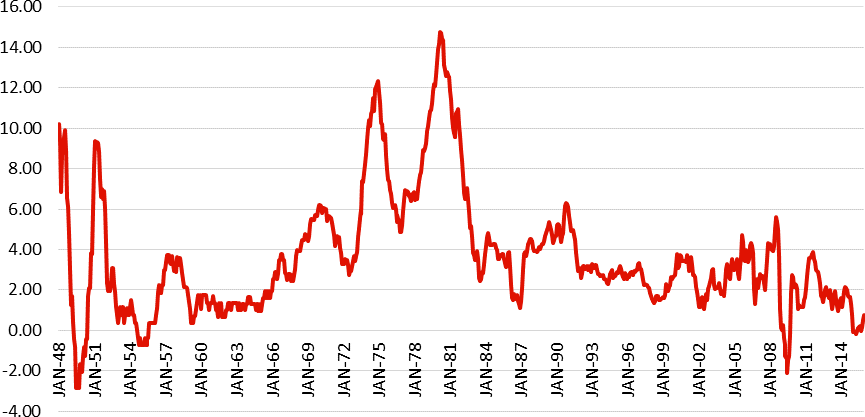 16.00
14.00
12.00
10.00
8.00
6.00
4.00
2.00
0.00
-2.00
-4.00
JAN-48
JAN-51
JAN-54
JAN-57
JAN-60
JAN-63
JAN-66
JAN-69
JAN-72
JAN-75
JAN-78
JAN-81
JAN-84
JAN-87
JAN-90
JAN-93
JAN-96
JAN-99
JAN-02
JAN-05
JAN-08
JAN-11
JAN-14